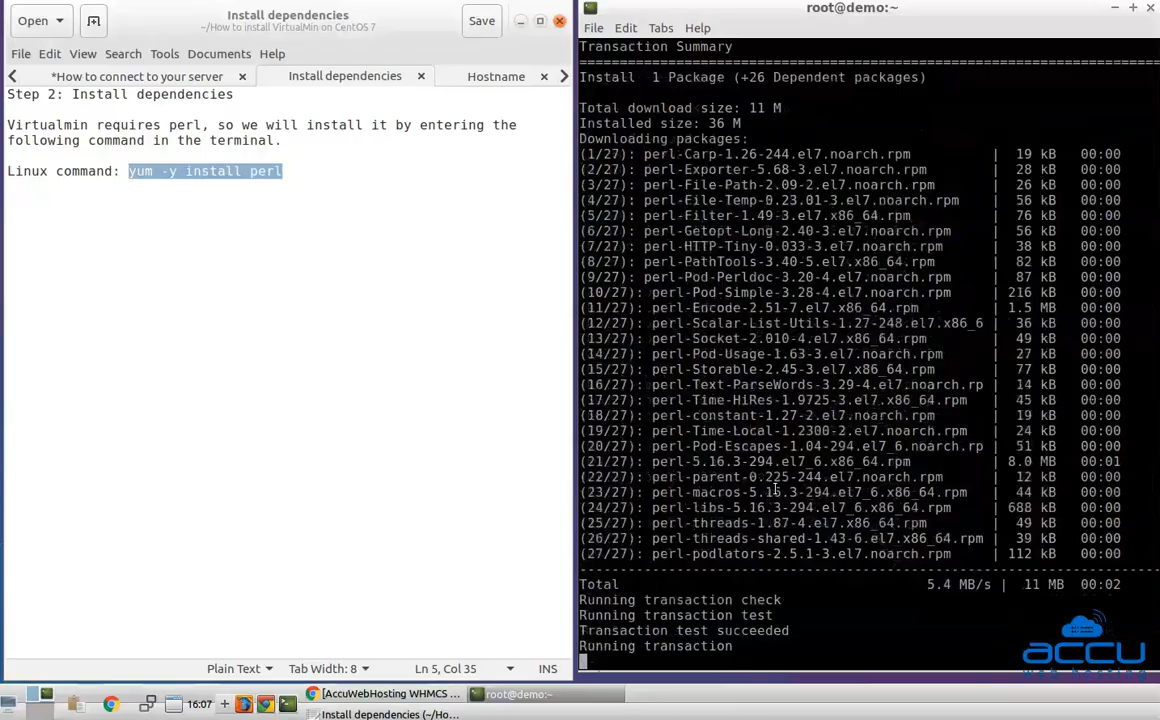 Open
Install dependencies
~/How to install VirtualMin on CentOS 7
Save
File Edit View Search Tools Documents Help
*How to connect to your server
Install dependencies
Hostname
Step 2: Install dependencies
Virtualmin requires perl, so we will install it by entering the
following command in the terminal.
Linux command: yum -y install perl
Plain Text
Tab Width: 8
Ln 5, Col 35
INS
root@demo:~
File Edit Tabs Help
Transaction Summary
================================================================================
Install 1 Package (+26 Dependent packages)
Total download size: 11 M
Installed size: 36 M
Downloading packages:
(1/27): perl-Carp-1.26-244.el7.noarch.rpm | 19 kB 00:00
(2/27): perl-Exporter-5.68-3.el7.noarch.rpm | 28 kB 00:00
(3/27): perl-File-Path-2.09-2.el7.noarch.rpm | 26 kB 00:00
(4/27): perl-File-Temp-0.23.01-3.el7.noarch.rpm | 56 kB 00:00
(5/27): perl-Filter-1.49-3.el7.x86_64.rpm | 76 kB 00:00
(6/27): perl-Getopt-Long-2.40-3.el7.noarch.rpm | 56 kB 00:00
(7/27): perl-HTTP-Tiny-0.033-3.el7.noarch.rpm | 38 kB 00:00
(8/27): perl-PathTools-3.40-5.el7.x86_64.rpm | 82 kB 00:00
(9/27): perl-Pod-Perldoc-3.20-4.el7.noarch.rpm | 87 kB 00:00
(10/27): perl-Pod-Simple-3.28-4.el7.noarch.rpm | 216 kB 00:00
(11/27): perl-Encode-2.51-7.el7.x86_64.rpm | 1.5 MB 00:00
(12/27): perl-Scalar-List-Utils-1.27-248.el7.x86_6 | 36 kB 00:00
(13/27): perl-Socket-2.010-4.el7.x86_64.rpm | 49 kB 00:00
(14/27): perl-Pod-Usage-1.63-3.el7.noarch.rpm | 27 kB 00:00
(15/27): perl-Storable-2.45-3.el7.x86_64.rpm | 77 kB 00:00
(16/27): perl-Text-ParseWords-3.29-4.el7.noarch.rp | 14 kB 00:00
(17/27): perl-Time-HiRes-1.9725-3.el7.x86_64.rpm | 45 kB 00:00
(18/27): perl-constant-1.27-2.el7.noarch.rpm | 19 kB 00:00
(19/27): perl-Time-Local-1.2300-2.el7.noarch.rpm | 24 kB 00:00
(20/27): perl-Pod-Escapes-1.04-294.el7_6.noarch.rp | 51 kB 00:00
(21/27): perl-5.16.3-294.el7_6.x86_64.rpm | 8.0 MB 00:01
(22/27): perl-parent-0.225-244.el7.noarch.rpm | 12 kB 00:00
(23/27): perl-macros-5.16.3-294.el7_6.x86_64.rpm | 44 kB 00:00
(24/27): perl-libs-5.16.3-294.el7_6.x86_64.rpm | 688 kB 00:00
(25/27): perl-threads-1.87-4.el7.x86_64.rpm | 49 kB 00:00
(26/27): perl-threads-shared-1.43-6.el7.x86_64.rpm | 39 kB 00:00
(27/27): perl-podlators-2.5.1-3.el7.noarch.rpm | 112 kB 00:00
--------------------------------------------------------------------------------
Total 5.4 MB/s | 11 MB 00:02
Running transaction check
Running transaction test
Transaction test succeeded
Running transaction
accu
web hosting
16:07
[AccuWebHosting WHMCS ...
root@demo:~
Install dependencies (~/Ho...